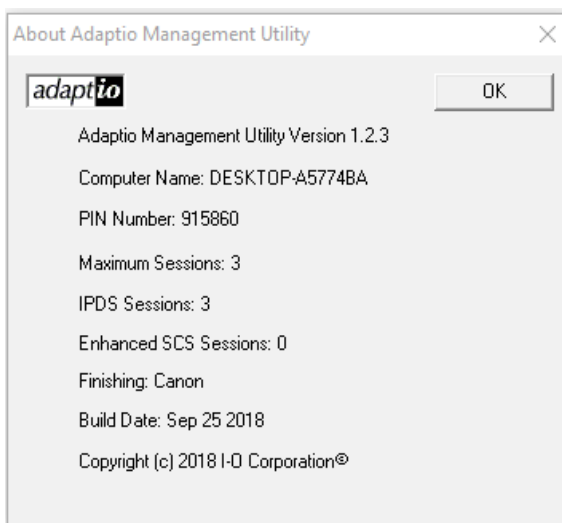 About Adaptio Management Utility
adaptio
OK
Adaptio Management Utility Version 1.2.3
Computer Name: DESKTOP-A5774BA
PIN Number: 915860
Maximum Sessions: 3
IPDS Sessions: 3
Enhanced SCS Sessions: 0
Finishing: Canon
Build Date: Sep 25 2018
Copyright (c) 2018 I-O Corporation®